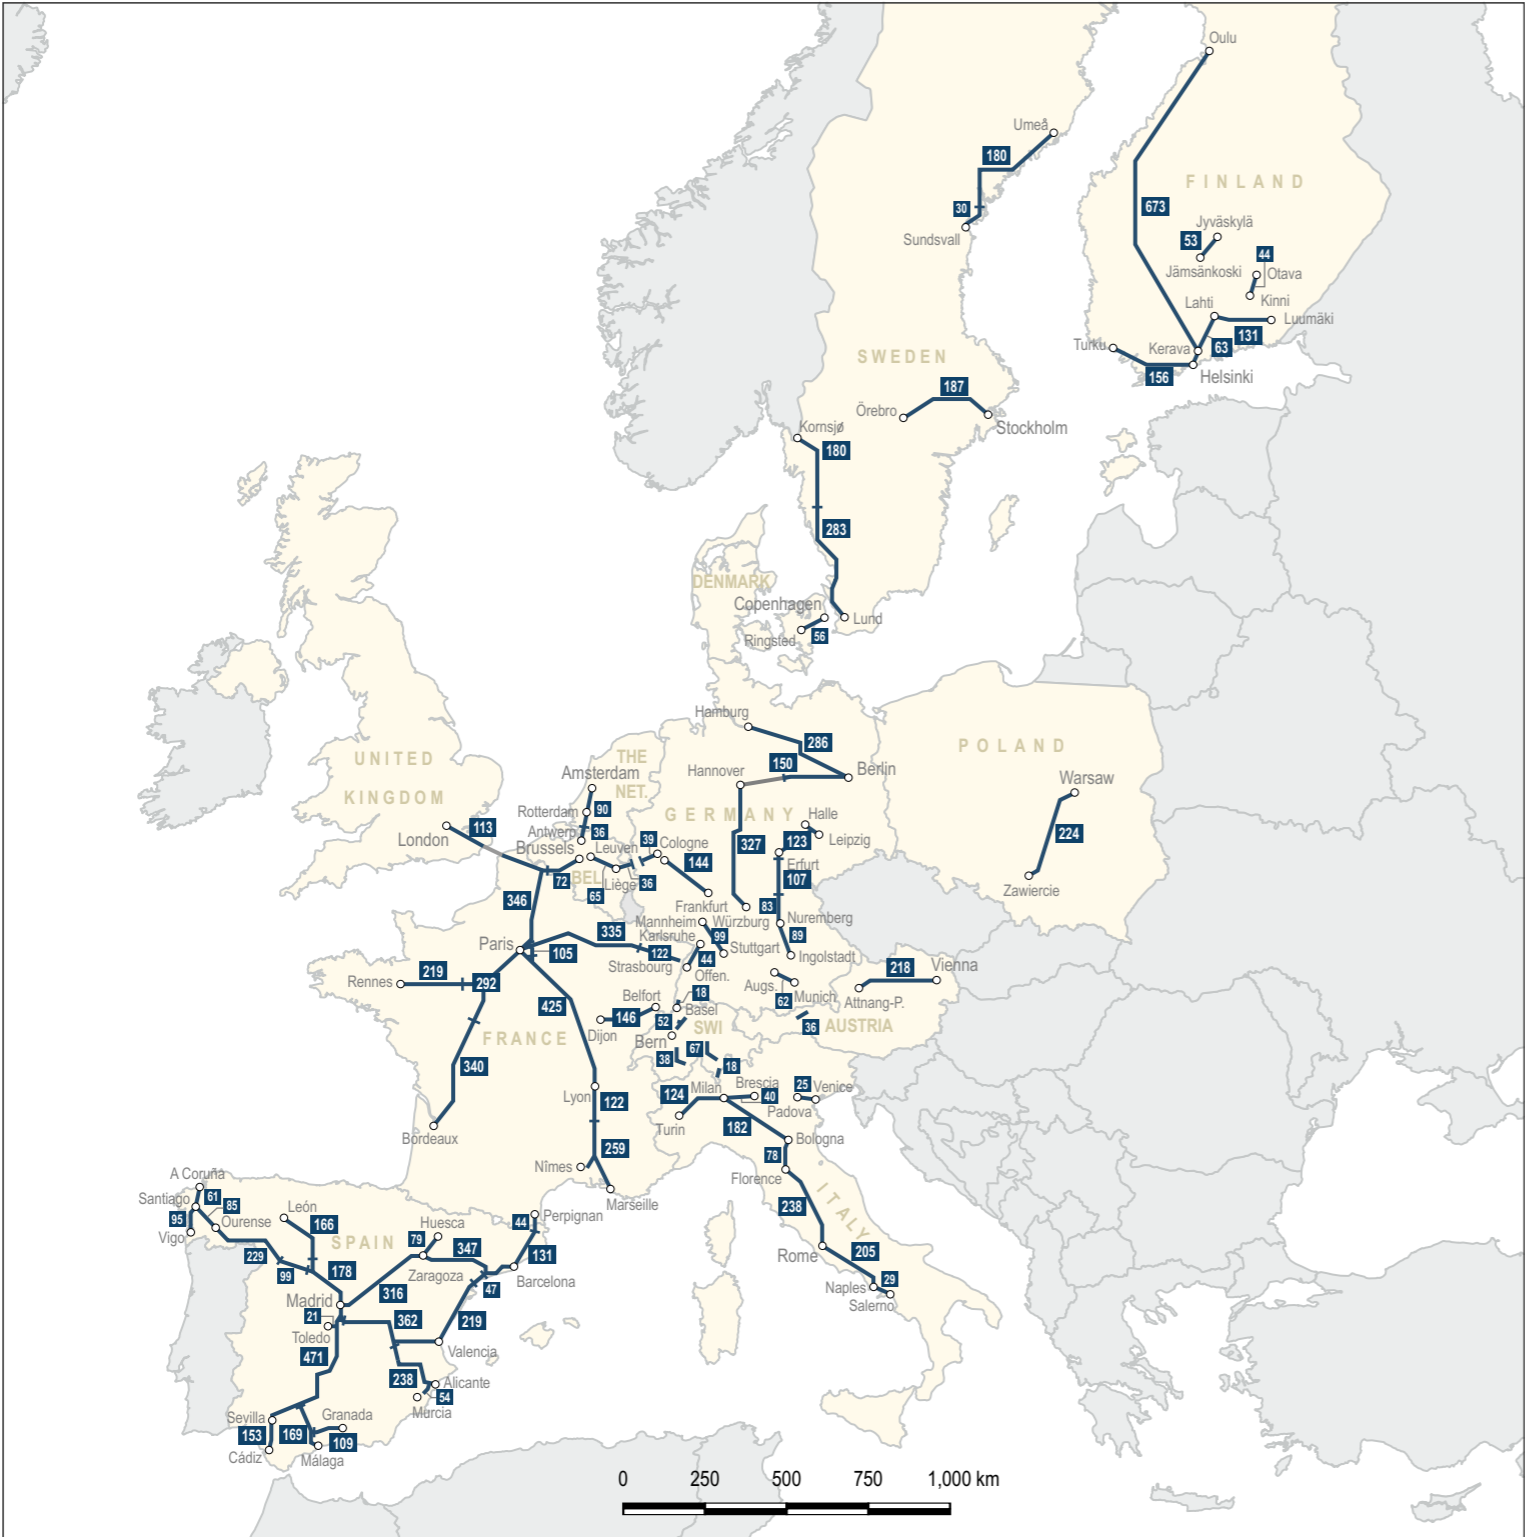 Oulu
Umeå
180
FINLAND
673
30
Jyväskylä
Sundsvall
53
44
Jämsänkoski
Otava
Kinni
Lahti
Luumäki
131
Turku
Kerava
63
SWEDEN
156
Helsinki
187
Örebro
Stockholm
Kornsjø
180
283
DENMARK
Copenhagen
Lund
Ringsted
56
Hamburg
286
POLAND
UNITED
KINGDOM
THE
NET.
Amsterdam
150
Hannover
Berlin
Warsaw
Rotterdam
90
GERMANY
Halle
London
113
Antwerp
36
39
Cologne
327
123
Leipzig
224
Brussels
Leuven
144
Erfurt
72
BEL
Liège
36
107
65
Zawiercie
346
Frankfurt
83
Mannheim
Würzburg
Nuremberg
335
Karlsruhe
99
89
Paris
105
122
Stuttgart
Strasbourg
44
Ingolstadt
Offen.
218
Vienna
Rennes
219
292
Augs.
Munich
Attnang-P.
425
Belfort
18
62
146
Basel
Dijon
52
SWI
36
AUSTRIA
FRANCE
Bern
67
38
18
340
Milan
Brescia
25
Venice
Lyon
122
124
40
Padova
Turin
182
Bordeaux
Bologna
259
78
Nîmes
Florence
Marseille
ITALY
238
A Coruña
Santiago
61
85
León
Perpignan
95
Ourense
166
Huesca
44
Vigo
SPAIN
79
347
131
Rome
205
229
99
178
Zaragoza
Barcelona
47
316
Naples
29
Salerno
Madrid
21
362
219
Toledo
471
Valencia
238
Alicante
54
Murcia
Sevilla
Granada
153
169
109
Cádiz
Málaga
0 250 500 750 1,000 km